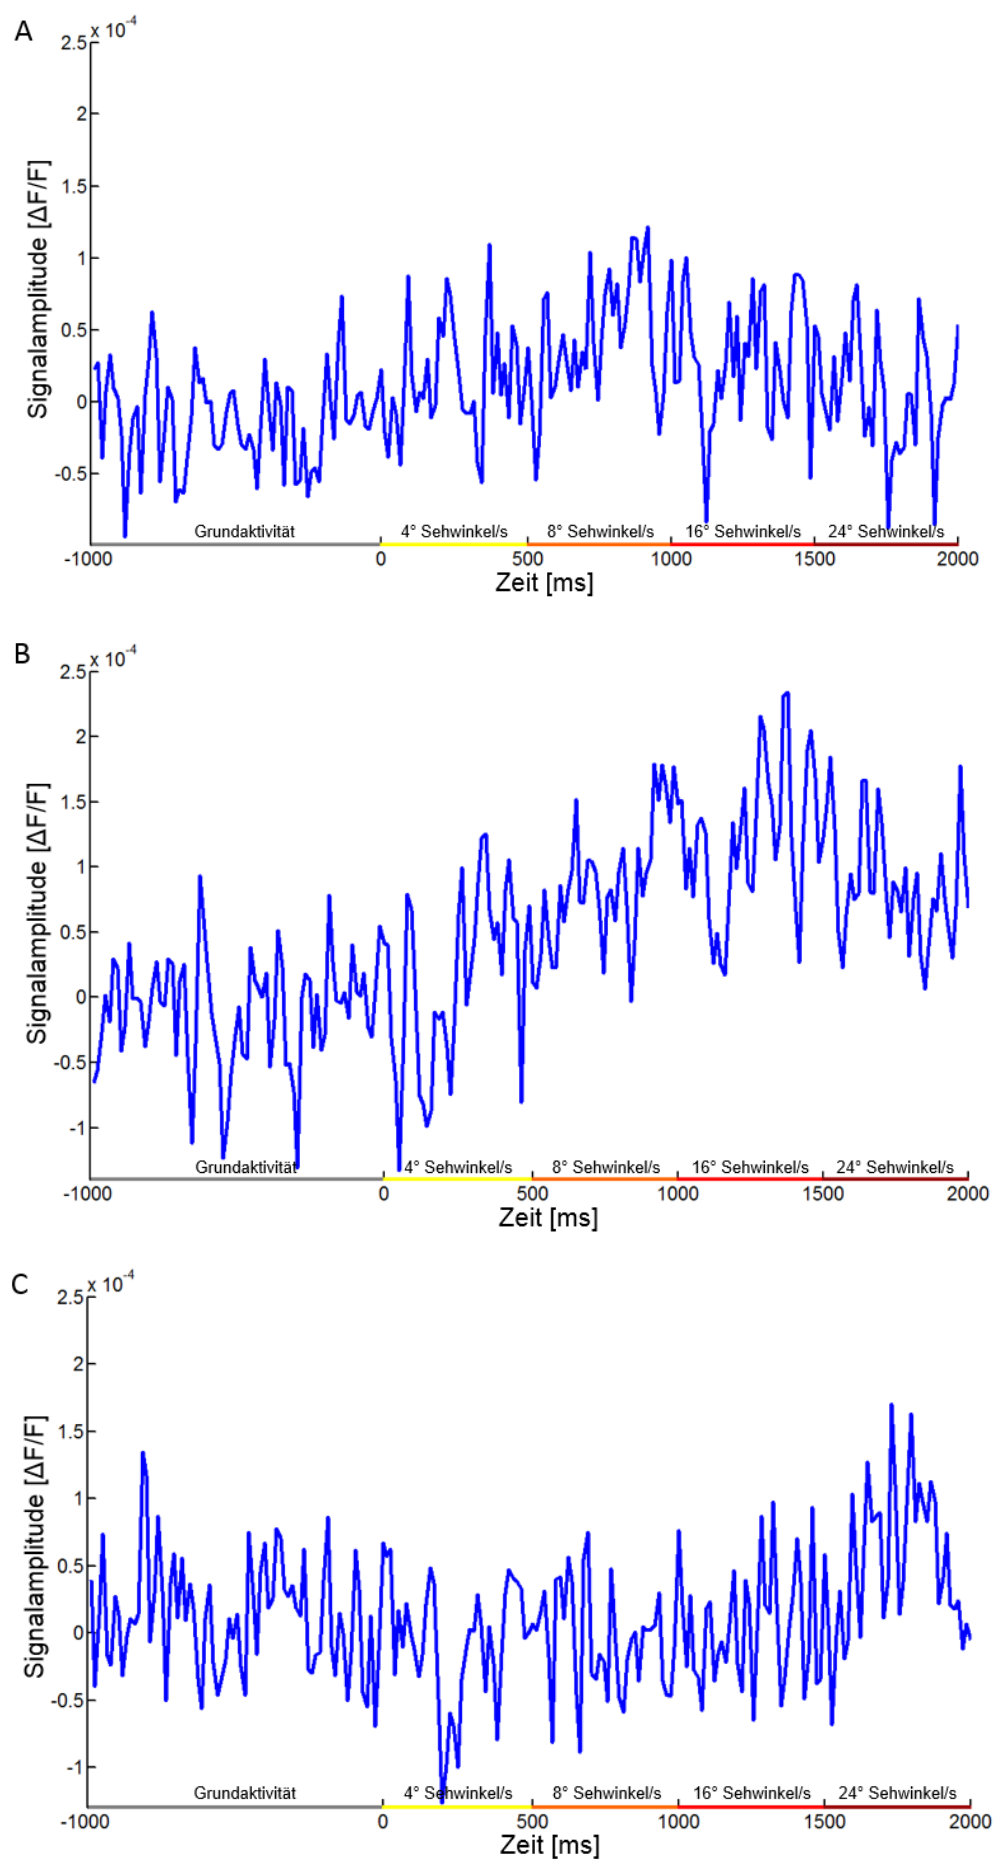 A
x 10-4
2.5
2
1.5
1
0.5
0
-0.5
Signalamplitude [ΔF/F]
Grundaktivität 4° Sehwinkel/s 8° Sehwinkel/s 16° Sehwinkel/s 24° Sehwinkel/s
-1000 0 500 1000 1500 2000
Zeit [ms]
B
x 10-4
2.5
2
1.5
1
0.5
0
-0.5
-1
Signalamplitude [ΔF/F]
Grundaktivität 4° Sehwinkel/s 8° Sehwinkel/s 16° Sehwinkel/s 24° Sehwinkel/s
-1000 0 500 1000 1500 2000
Zeit [ms]
C
x 10-4
2.5
2
1.5
1
0.5
0
-0.5
-1
Signalamplitude [ΔF/F]
Grundaktivität 4° Sehwinkel/s 8° Sehwinkel/s 16° Sehwinkel/s 24° Sehwinkel/s
-1000 0 500 1000 1500 2000
Zeit [ms]